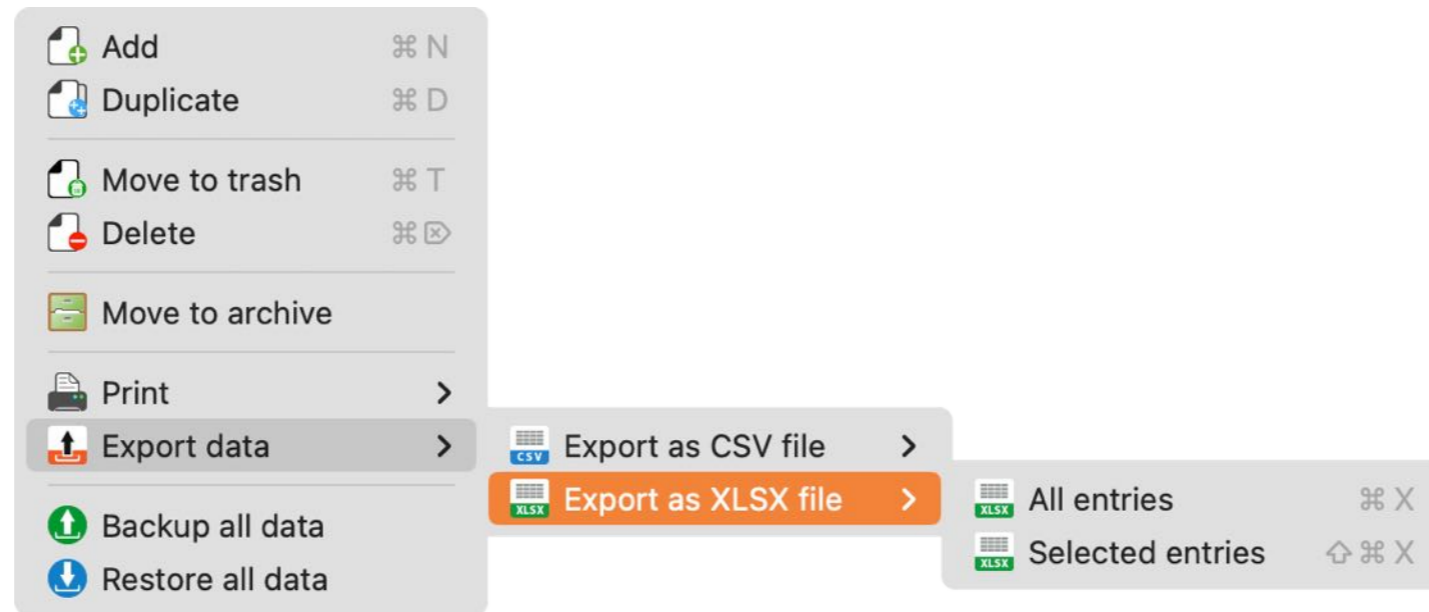 Add ⌘ N
Duplicate ⌘ D
Move to trash ⌘ T
Delete ⌘ ⌦
Move to archive
Print >
Export data >
CSV Export as CSV file >
XLSX Export as XLSX file >
XLSX All entries ⌘ X
XLSX Selected entries ⇧ ⌘ X
Backup all data
Restore all data